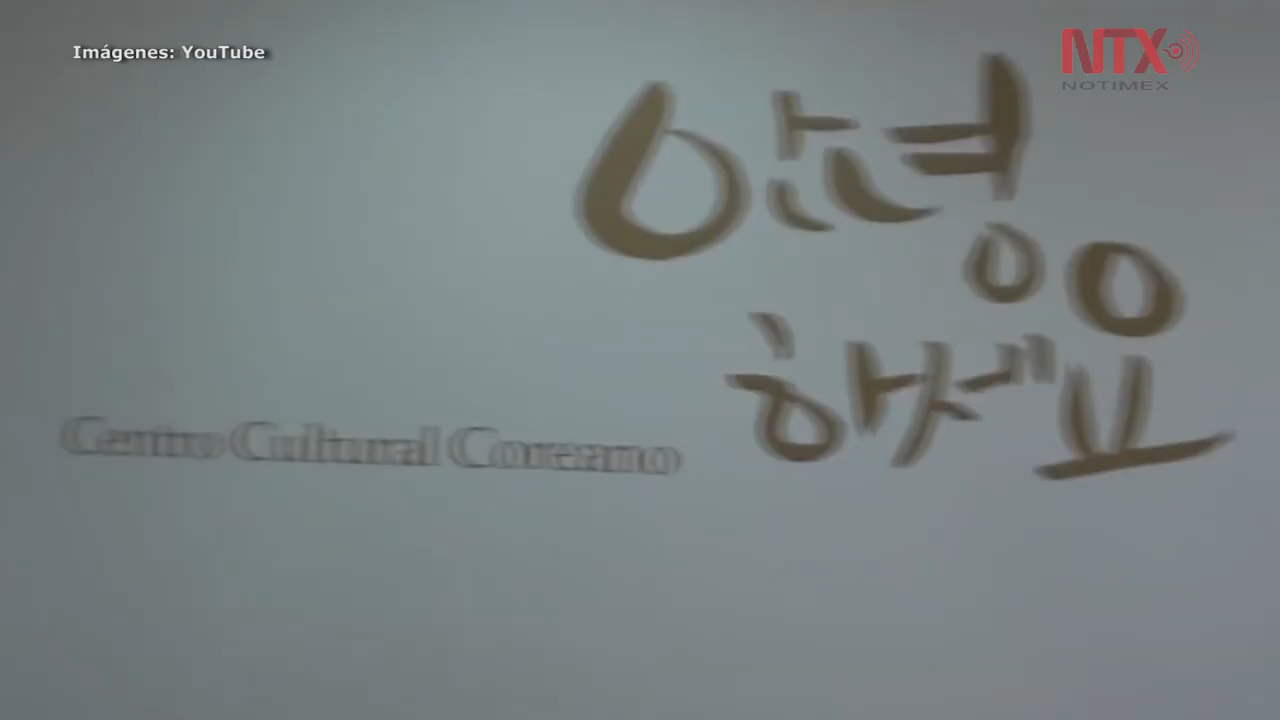 Imágenes: YouTube
NTX
NOTIMEX
안녕
하세요
Centro Cultural Coreano